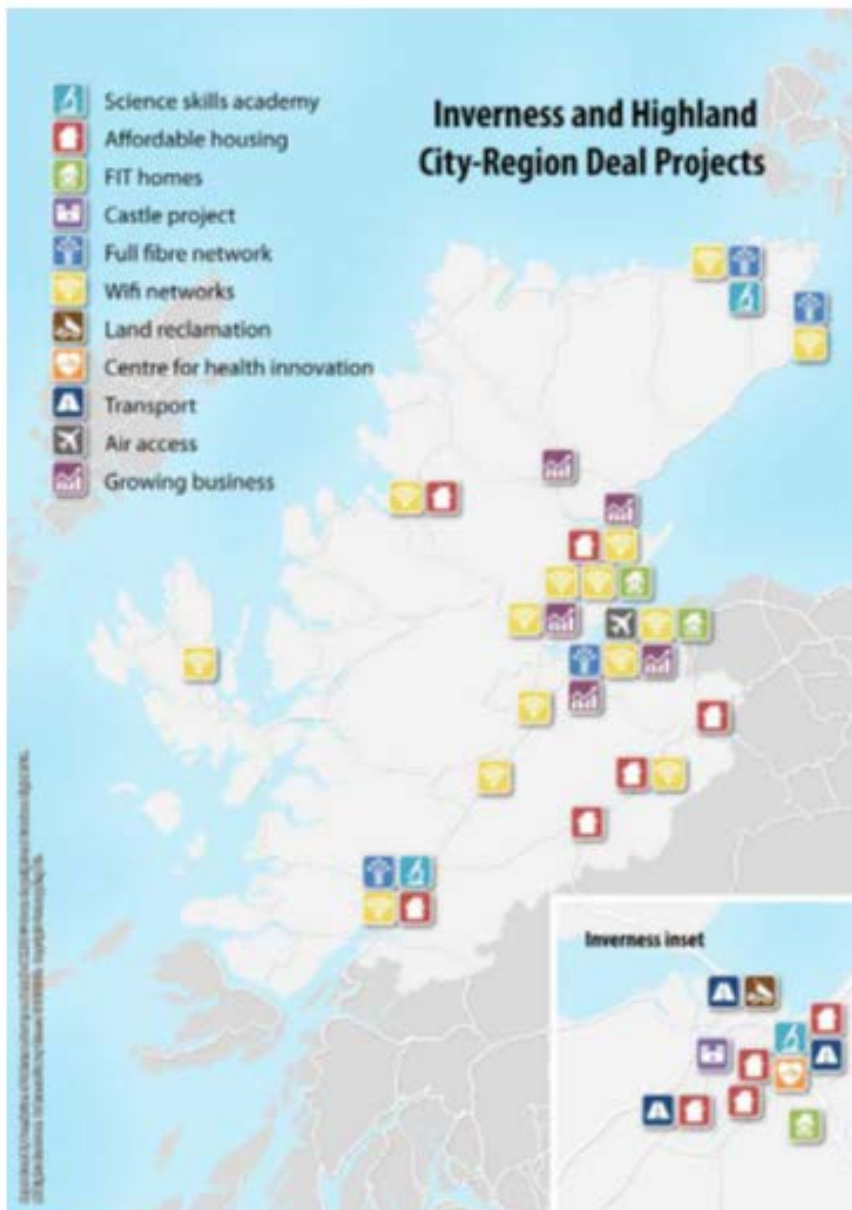 Science skills academy
Affordable housing
FIT homes
Castle project
Full fibre network
Wifi networks
Land reclamation
Centre for health innovation
Transport
Air access
Growing business
Inverness and Highland
City-Region Deal Projects
Inverness inset